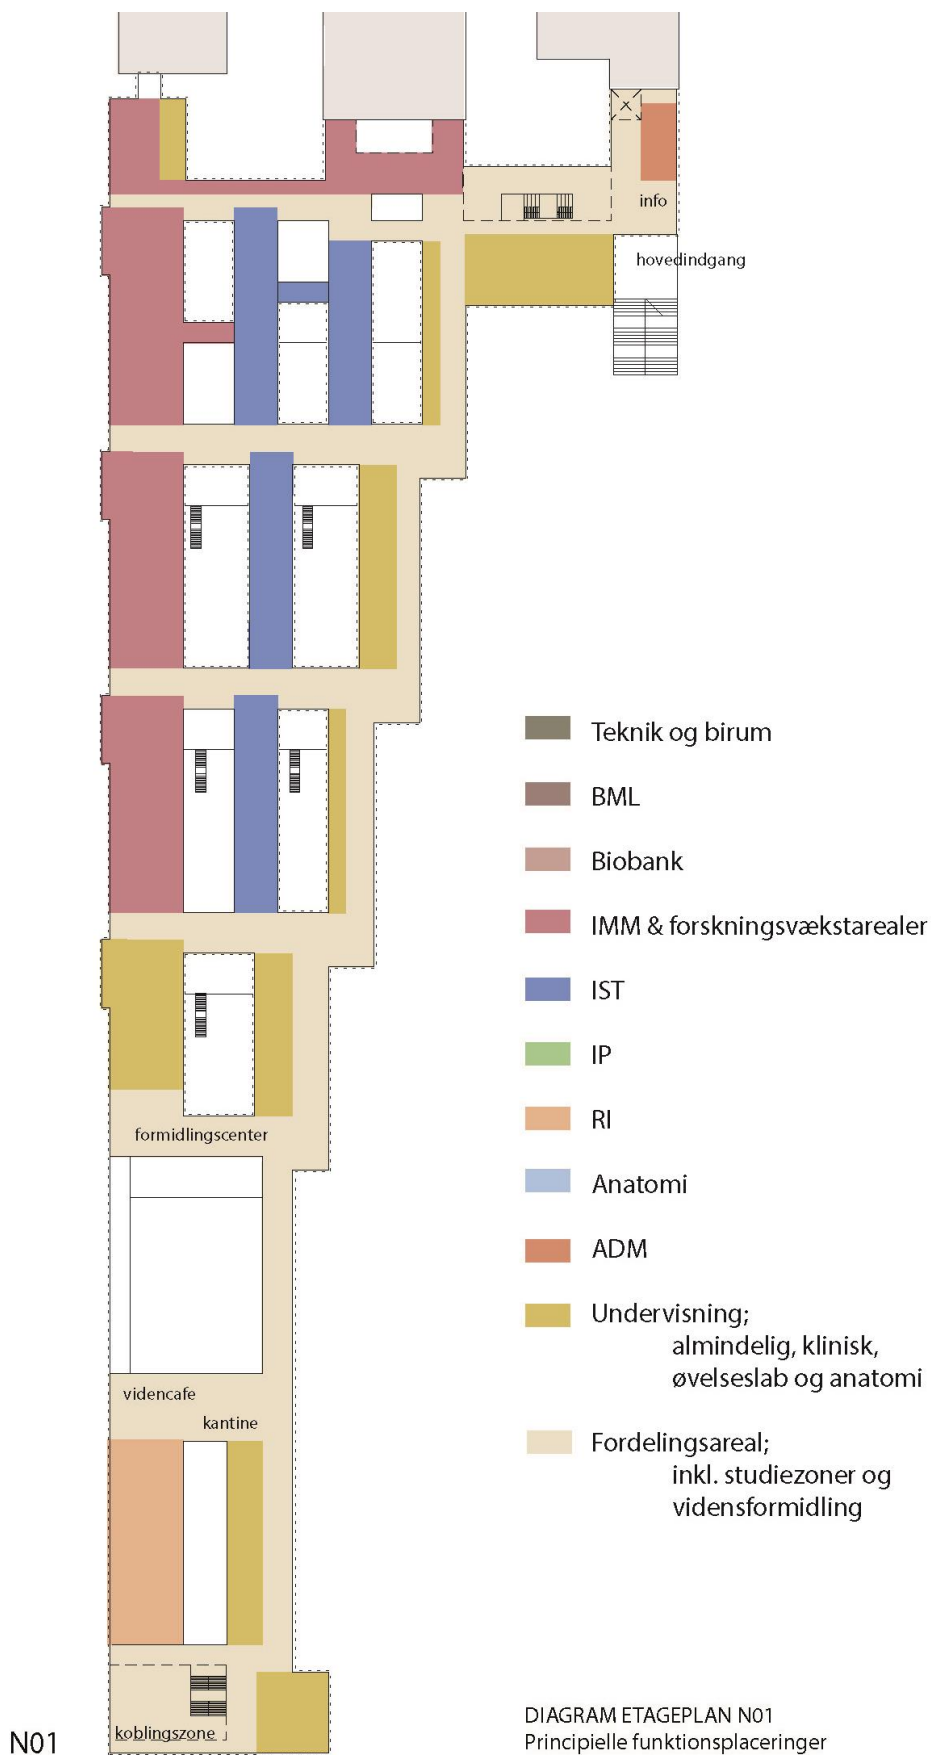 info
hovedindgang
Teknik og birum
BML
Biobank
IMM & forskningsvækstarealer
IST
IP
RI
Anatomi
ADM
Undervisning;
almindelig, klinisk,
øvelseslab og anatomi
Fordelingsareal;
inkl. studiezoner og
vidensformidling
formidlingscenter
videncafe
kantine
koblingszone
N01
DIAGRAM ETAGEPLAN N01
Principielle funktionsplaceringer